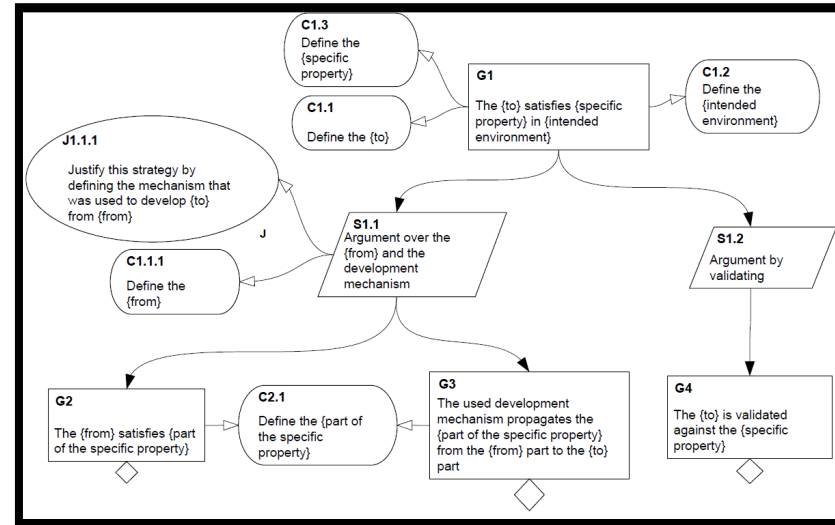 C1.3
Define the
{specific
property}
G1
The {to} satisfies {specific
property} in {intended
environment}
C1.2
Define the
{intended
environment}
C1.1
Define the {to}
J1.1.1
Justify this strategy by
defining the mechanism that
was used to develop {to}
from {from}
J
S1.1
Argument over the
{from} and the
development
mechanism
S1.2
Argument by
validating
C1.1.1
Define the
{from}
G2
The {from} satisfies {part
of the specific property}
C2.1
Define the {part of
the specific
property}
G3
The used development
mechanism propagates the
{part of the specific property}
from the {from} part to the {to}
part
G4
The {to} is validated
against the {specific
property}